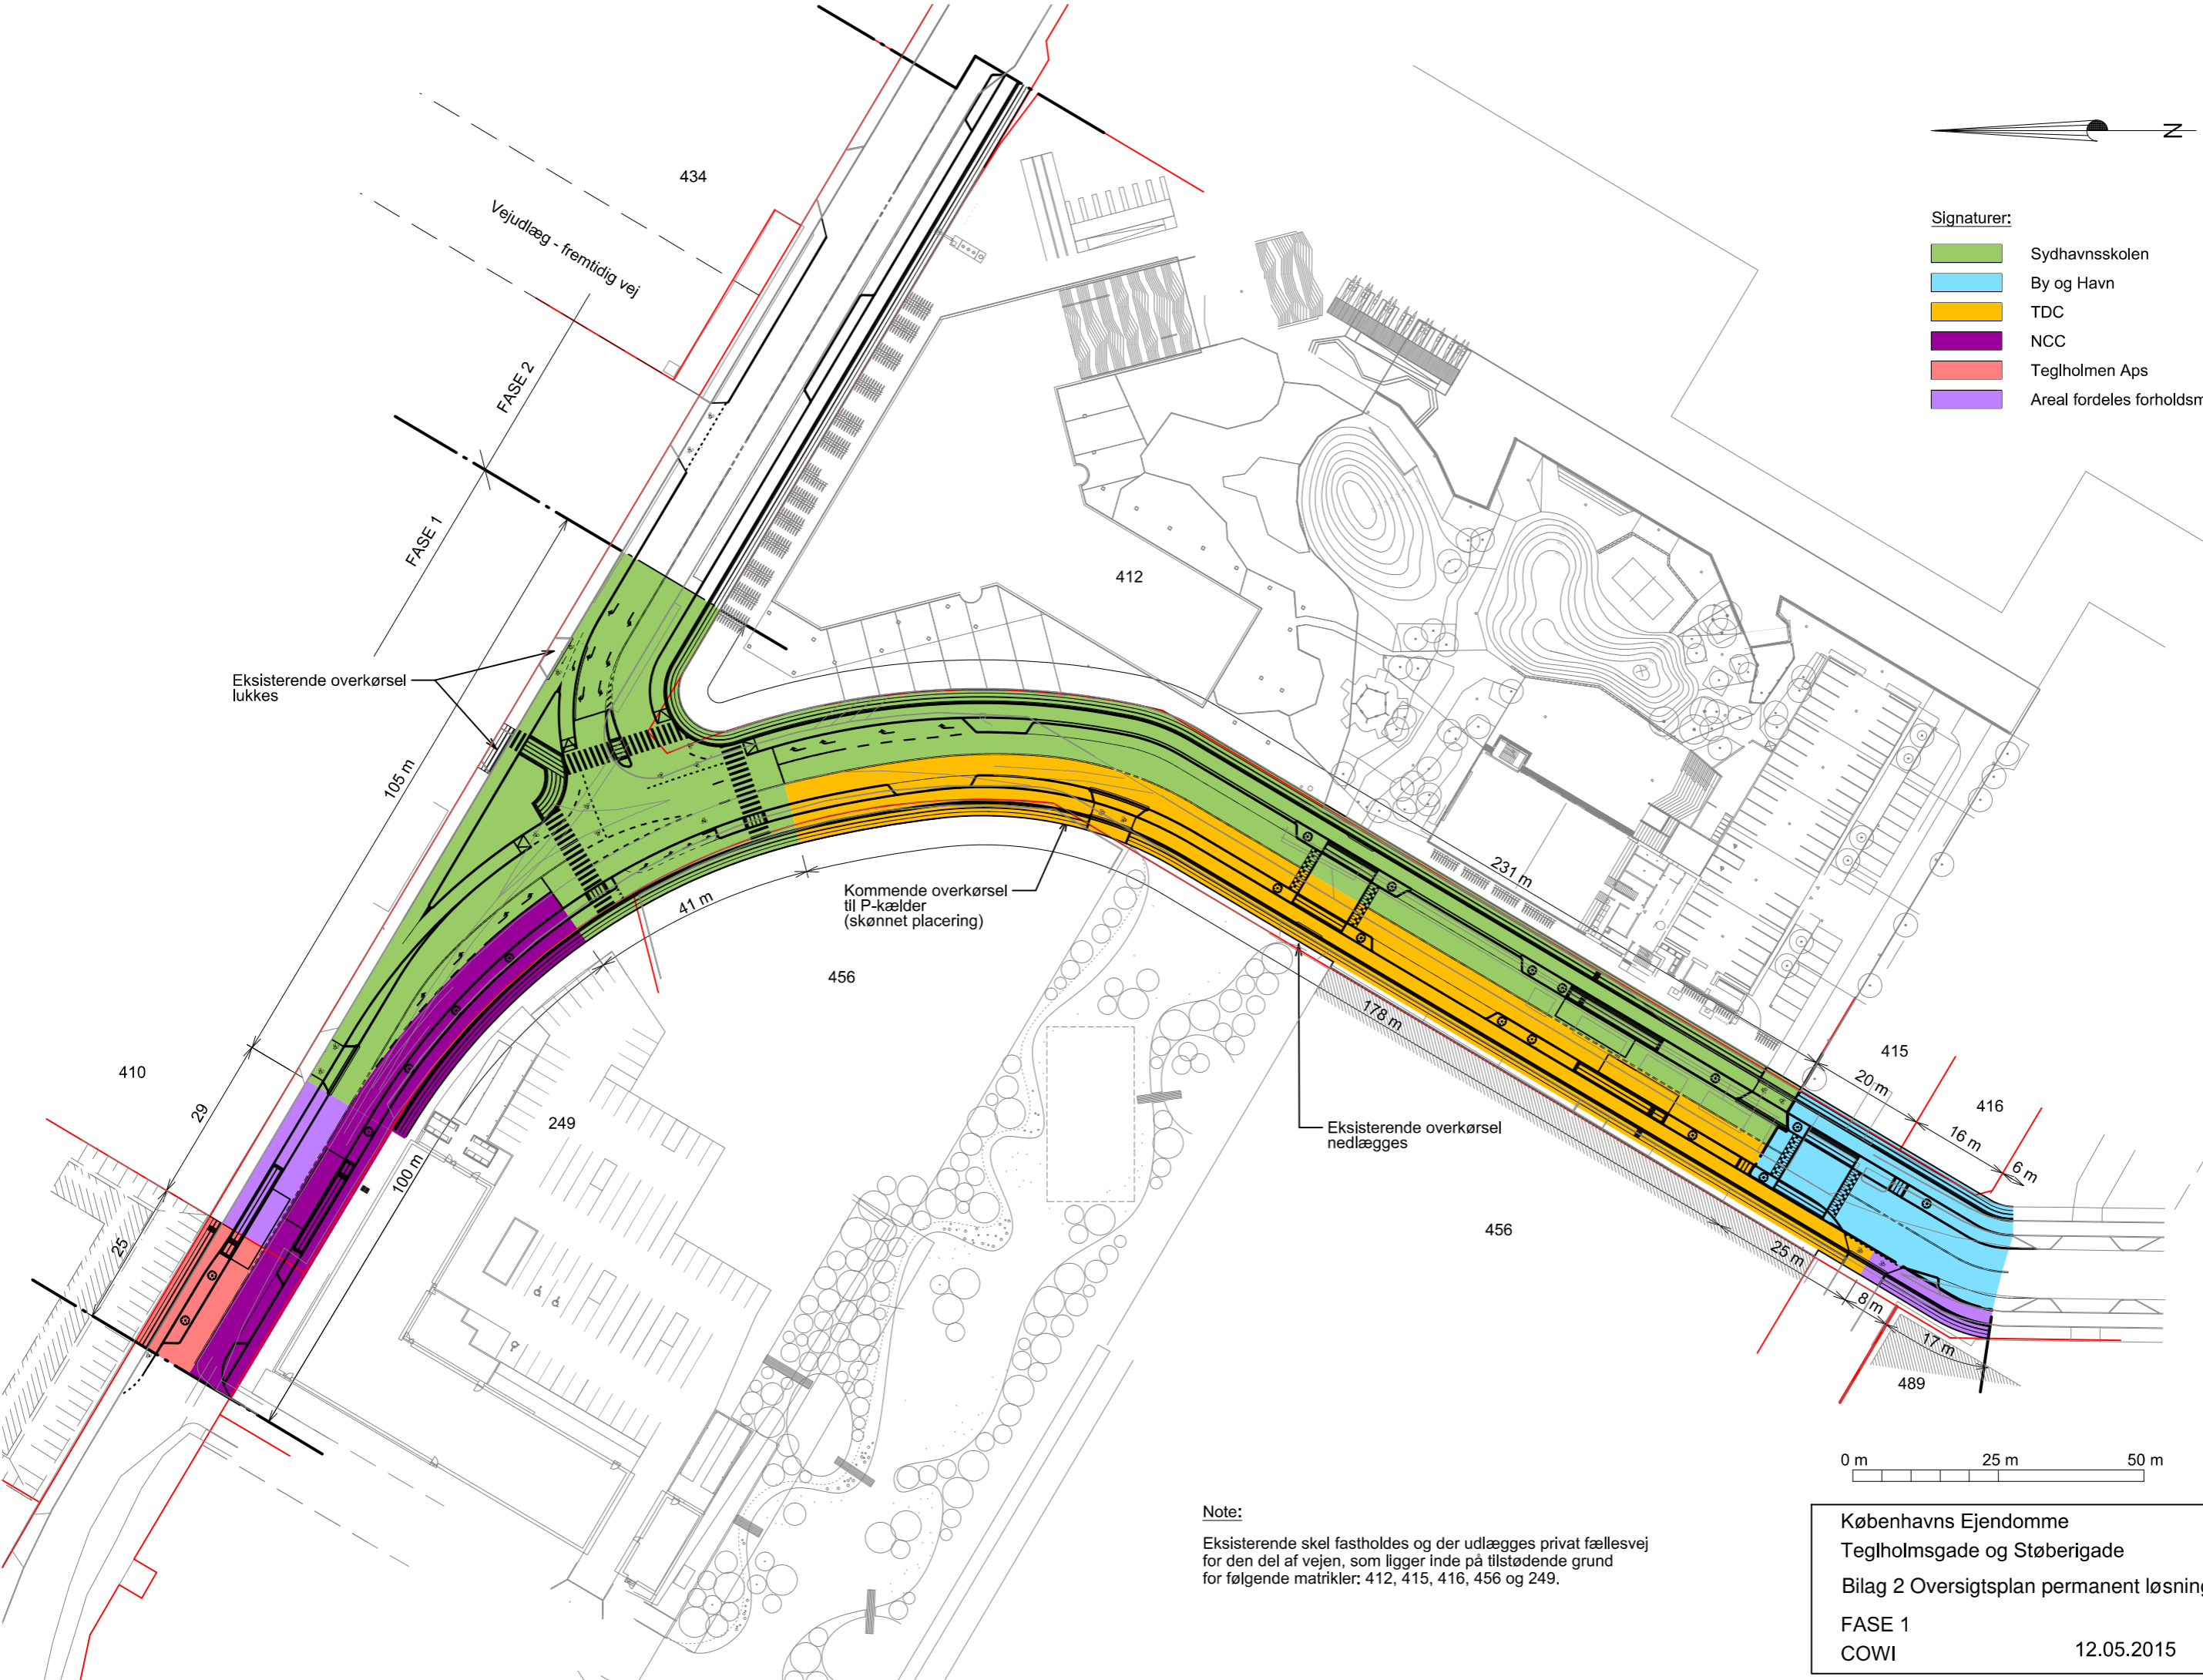 434
Vejudlæg - fremtidig vej
FASE 2
FASE 1
N
Signaturer:
Sydhavnsskolen
By og Havn
TDC
NCC
Teglholmen Aps
Areal fordeles
412
Eksisterende overkørsel
lukkes
105 m
231 m
41 m
Kommende overkørsel
til P-kælder
(skønnet placering)
456
178 m
410
29
249
100 m
25
Eksisterende overkørsel
nedlægges
415
20 m
416
16 m
6 m
456
25 m
8 m
17 m
489
0 m 25 m 50 m
Note:
Eksisterende skel fastholdes og der udlægges privat fællesvej
for den del af vejen, som ligger inde på tilstødende grund
for følgende matrikler: 412, 415, 416, 456 og 249.
Københavns Ejendomme
Teglholmsgade og Støberigade
Bilag 2 Oversigtsplan permanent løsning
FASE 1
COWI 12.05.2015